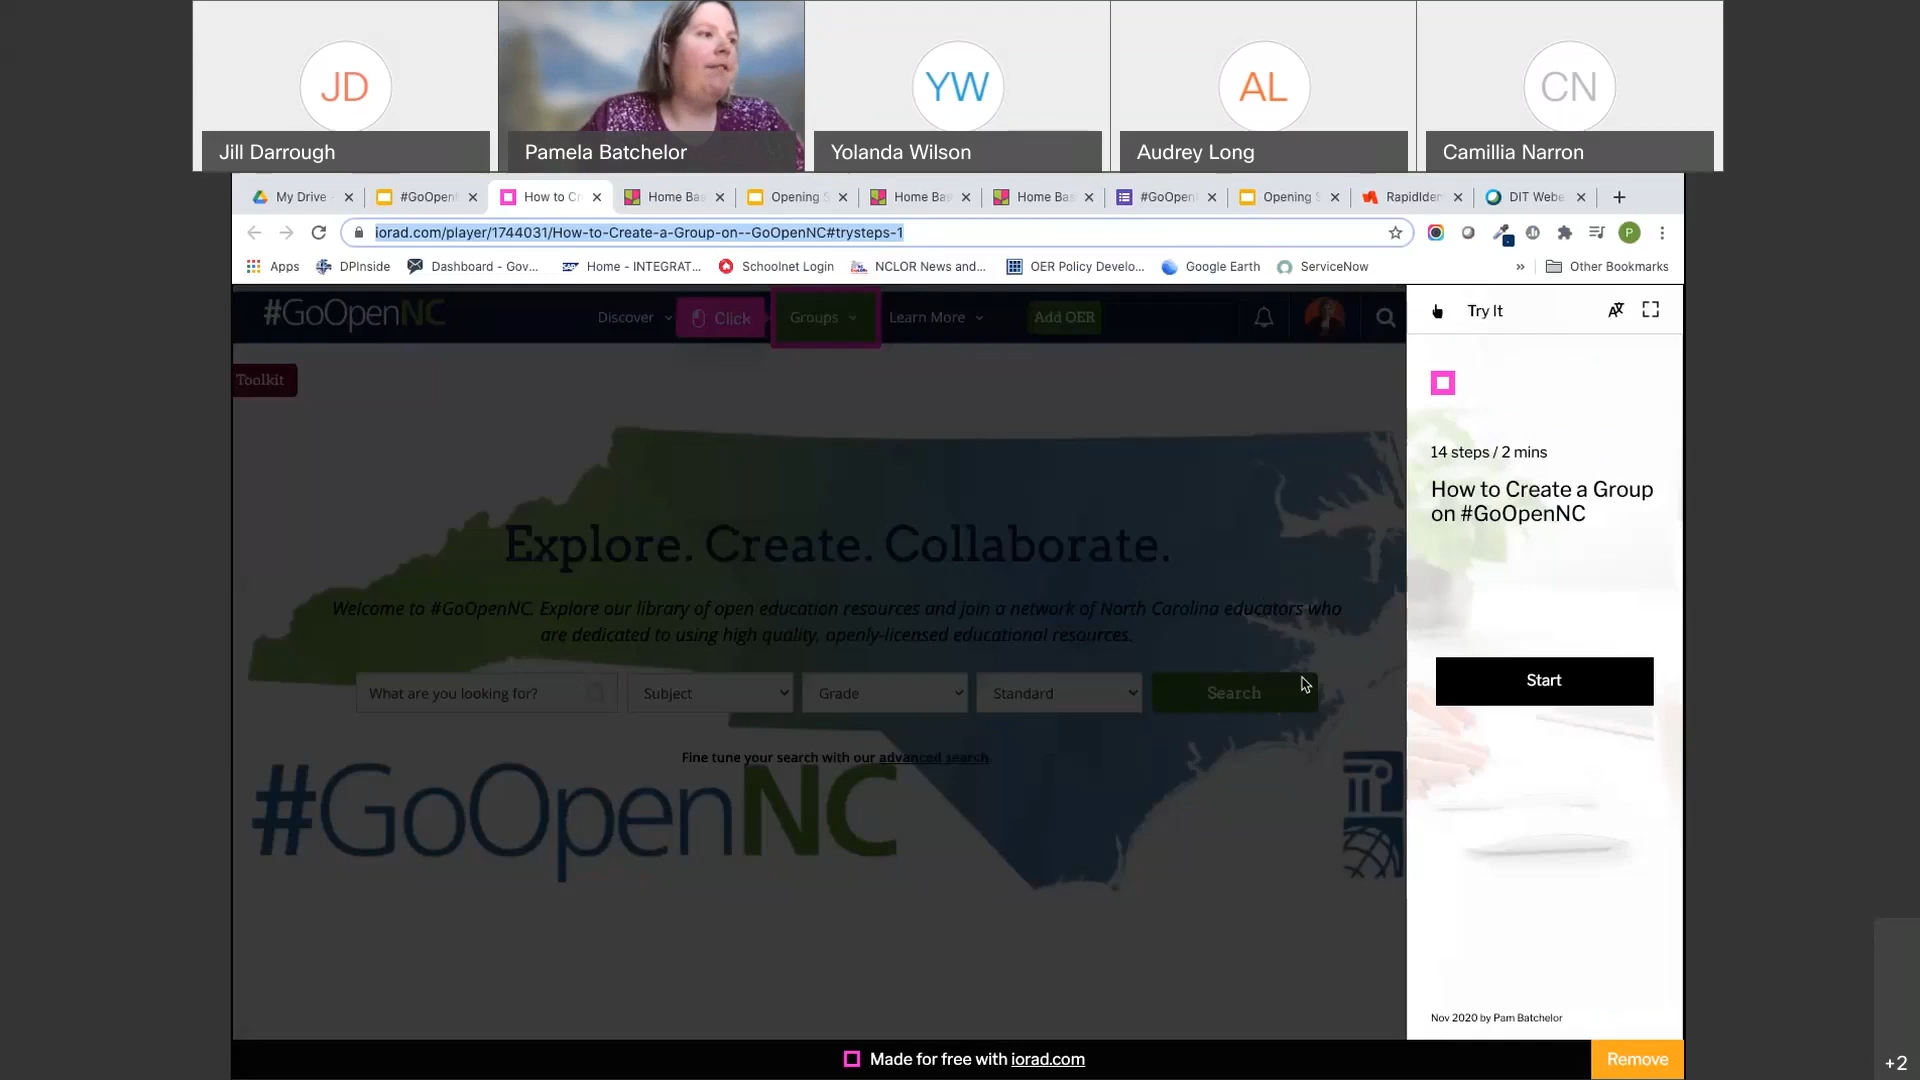 JD
YW
AL
CN
Jill Darrough
Pamela Batchelor
Yolanda Wilson
Audrey Long
Camillia Narron
My Drive -
#GoOpenI
How to Cr
Home Bas
Opening S
Home Bas
Home Bas
#GoOpenI
Opening S
RapidIden
DIT Webe
iorad.com/player/1744031/How-to-Create-a-Group-on--GoOpenNC#trysteps-1
P
Apps
DPInside
Dashboard - Gov...
Home - INTEGRAT...
Schoolnet Login
NCLOR News and...
OER Policy Develo...
Google Earth
ServiceNow
»
Other Bookmarks
#GoOpenNC
Discover
Click
Groups
Learn More
Add OER
Try It
Toolkit
14 steps / 2 mins
How to Create a Group
on #GoOpenNC
Explore. Create. Collaborate.
Welcome to #GoOpenNC. Explore our library of open education resources and join a network of North Carolina educators who
are dedicated to using high quality, openly-licensed educational resources.
What are you looking for?
Subject
Grade
Standard
Search
Start
Fine tune your search with our advanced search.
#GoOpenNC
Nov 2020 by Pam Batchelor
Made for free with iorad.com
Remove
+2